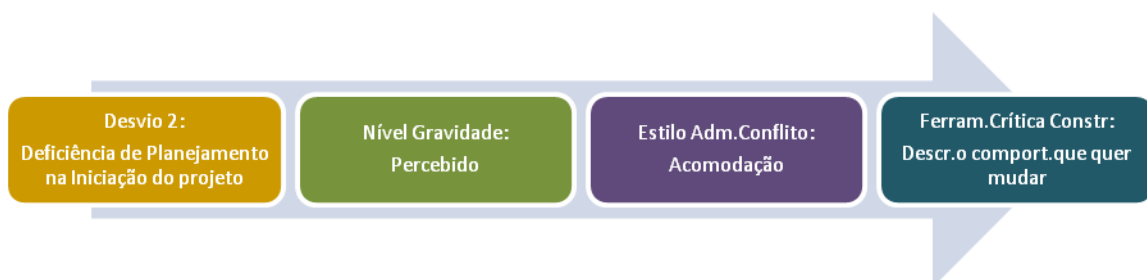 Desvio 2:
Deficiência de Planejamento
na Iniciação do projeto
Nível Gravidade:
Percebido
Estilo Adm.Conflito:
Acomodação
Ferram.Crítica Constr:
Descr.o comport.que quer
mudar